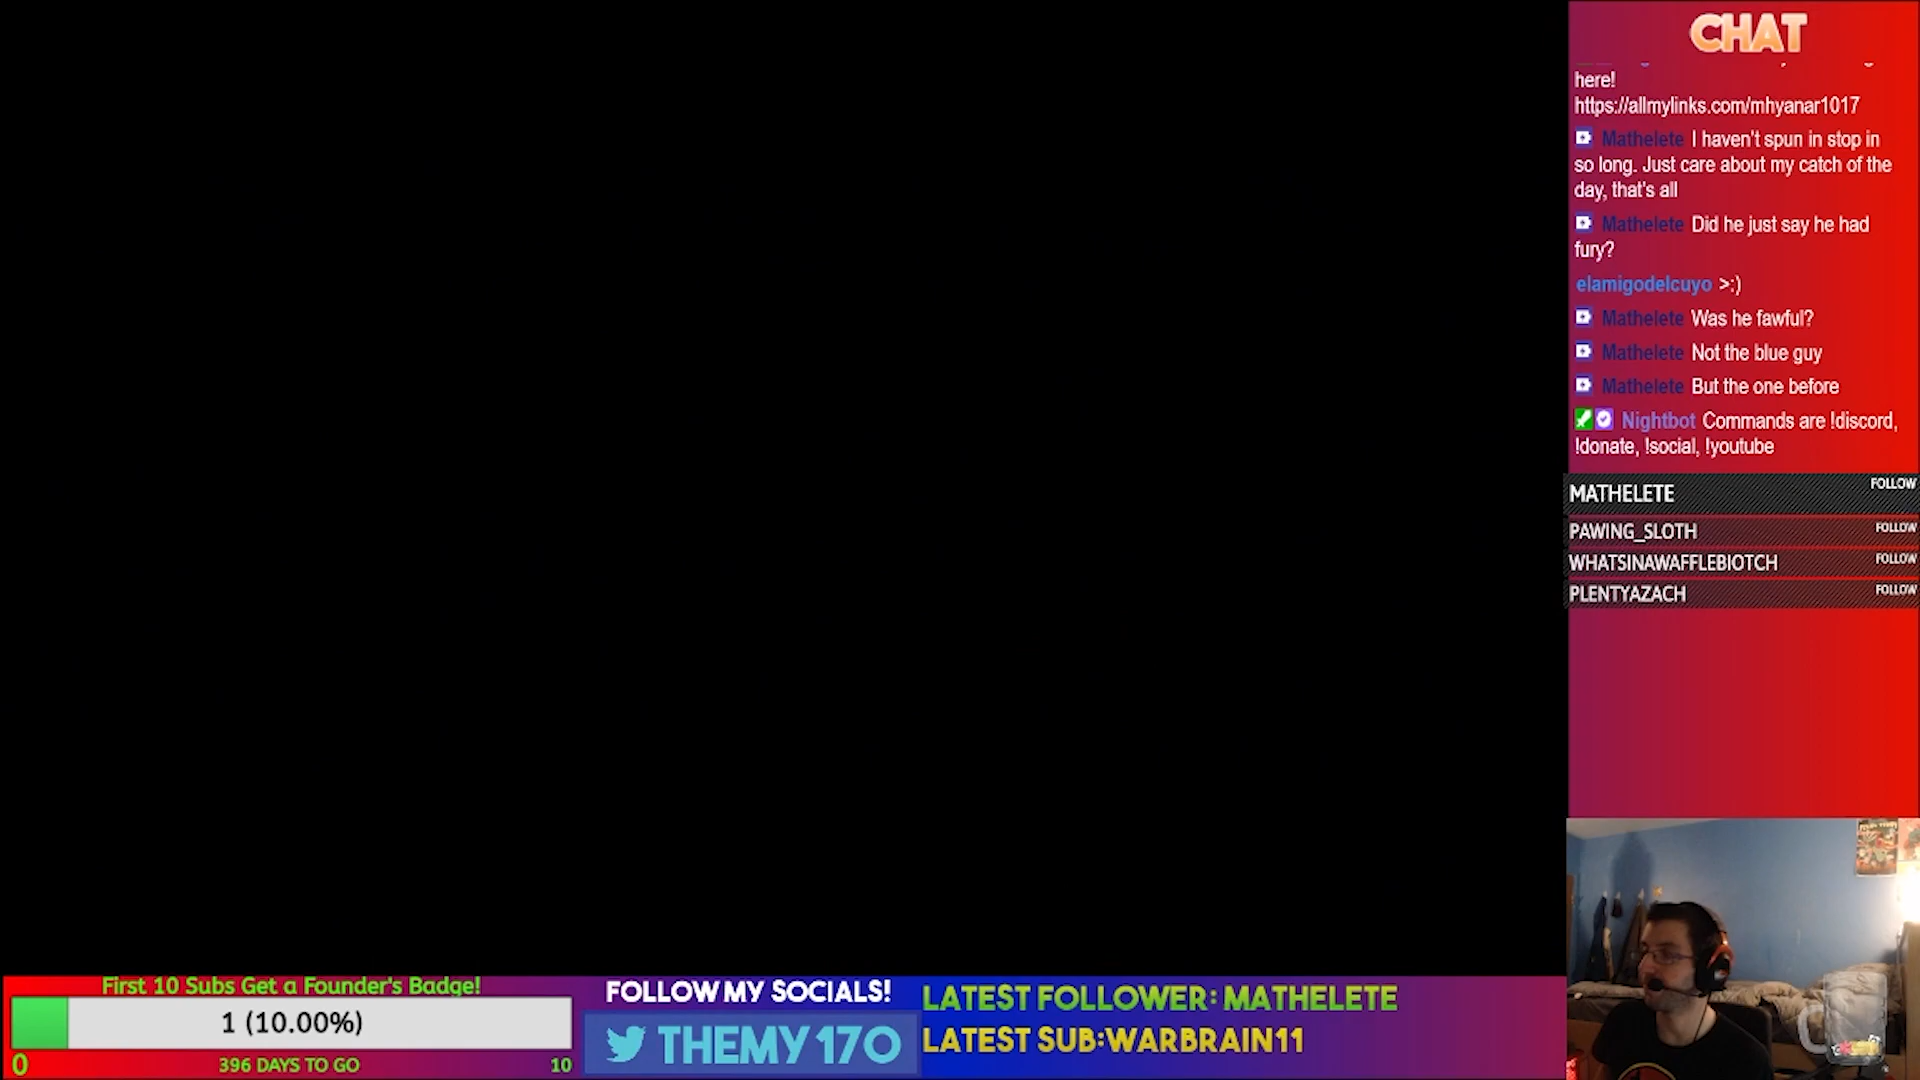 CHAT
here!
https://allmylinks.com/mhyanar1017
Mathelete I haven't spun in stop in
so long. Just care about my catch of the
day, that's all
Mathelete Did he just say he had
fury?
elamigodelcuyo >:)
Mathelete Was he fawful?
Mathelete Not the blue guy
Mathelete But the one before
Nightbot Commands are !discord,
!donate, !social, !youtube
MATHELETE FOLLOW
PAWING_SLOTH FOLLOW
WHATSINAWAFFLEBIOTCH FOLLOW
PLENTYAZACH FOLLOW
First 10 Subs Get a Founder's Badge!
1 (10.00%)
0 396 DAYS TO GO 10
FOLLOW MY SOCIALS!
THEMY170
LATEST FOLLOWER: MATHELETE
LATEST SUB:WARBRAIN11